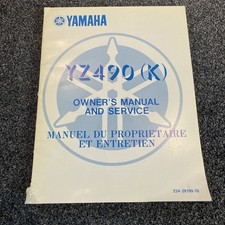 YAMAHA
YZ490 (K)
OWNER'S MANUAL
AND SERVICE
MANUEL DU PROPRIETAIRE
ET ENTRETIEN